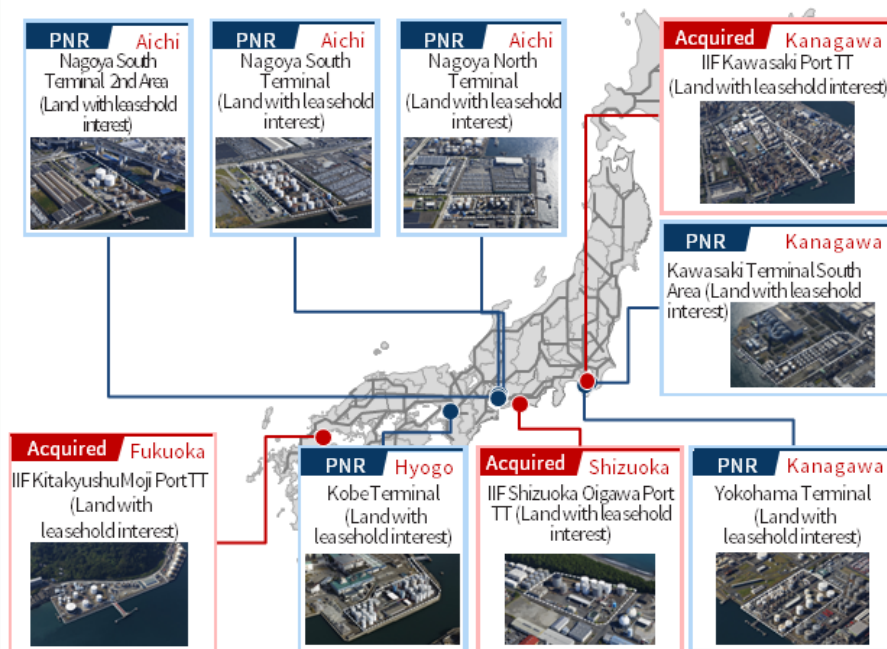 PNR Aichi
Nagoya South
Terminal 2nd Area
(Land with leasehold
interest)
PNR Aichi
Nagoya South
Terminal
(Land with leasehold
interest)
PNR Aichi
Nagoya North
Terminal
(Land with leasehold
interest)
Acquired Kanagawa
IIF Kawasaki Port TT
(Land with leasehold interest)
PNR Kanagawa
Kawasaki Terminal South
Area (Land with leasehold
interest)
Acquired Fukuoka
IIF Kitakyushu Moji Port TT
(Land with
leasehold interest)
PNR Hyogo
Kobe Terminal
(Land with
leasehold interest)
Acquired Shizuoka
IIF Shizuoka Oigawa Port
TT (Land with leasehold
interest)
PNR Kanagawa
Yokohama Terminal
(Land with
leasehold interest)